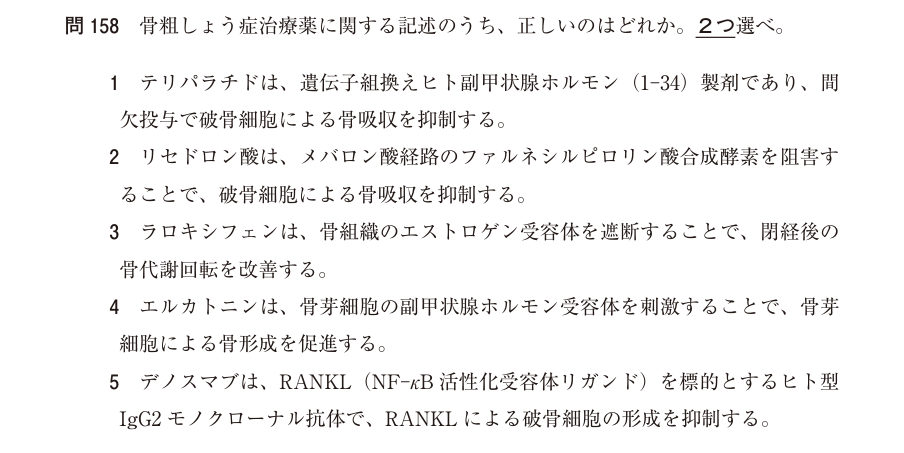 問158 骨粗しょう症治療薬に関する記述のうち、正しいのはどれか。2つ選べ。
1 テリパラチドは、遺伝子組換えヒト副甲状腺ホルモン（1-34）製剤であり、間
欠投与で破骨細胞による骨吸収を抑制する。
2 リセドロン酸は、メバロン酸経路のファルネシルピロリン酸合成酵素を阻害す
ることで、破骨細胞による骨吸収を抑制する。
3 ラロキシフェンは、骨組織のエストロゲン受容体を遮断することで、閉経後の
骨代謝回転を改善する。
4 エルカトニンは、骨芽細胞の副甲状腺ホルモン受容体を刺激することで、骨芽
細胞による骨形成を促進する。
5 デノスマブは、RANKL（NF-κB活性化受容体リガンド）を標的とするヒト型
IgG2モノクローナル抗体で、RANKLによる破骨細胞の形成を抑制する。